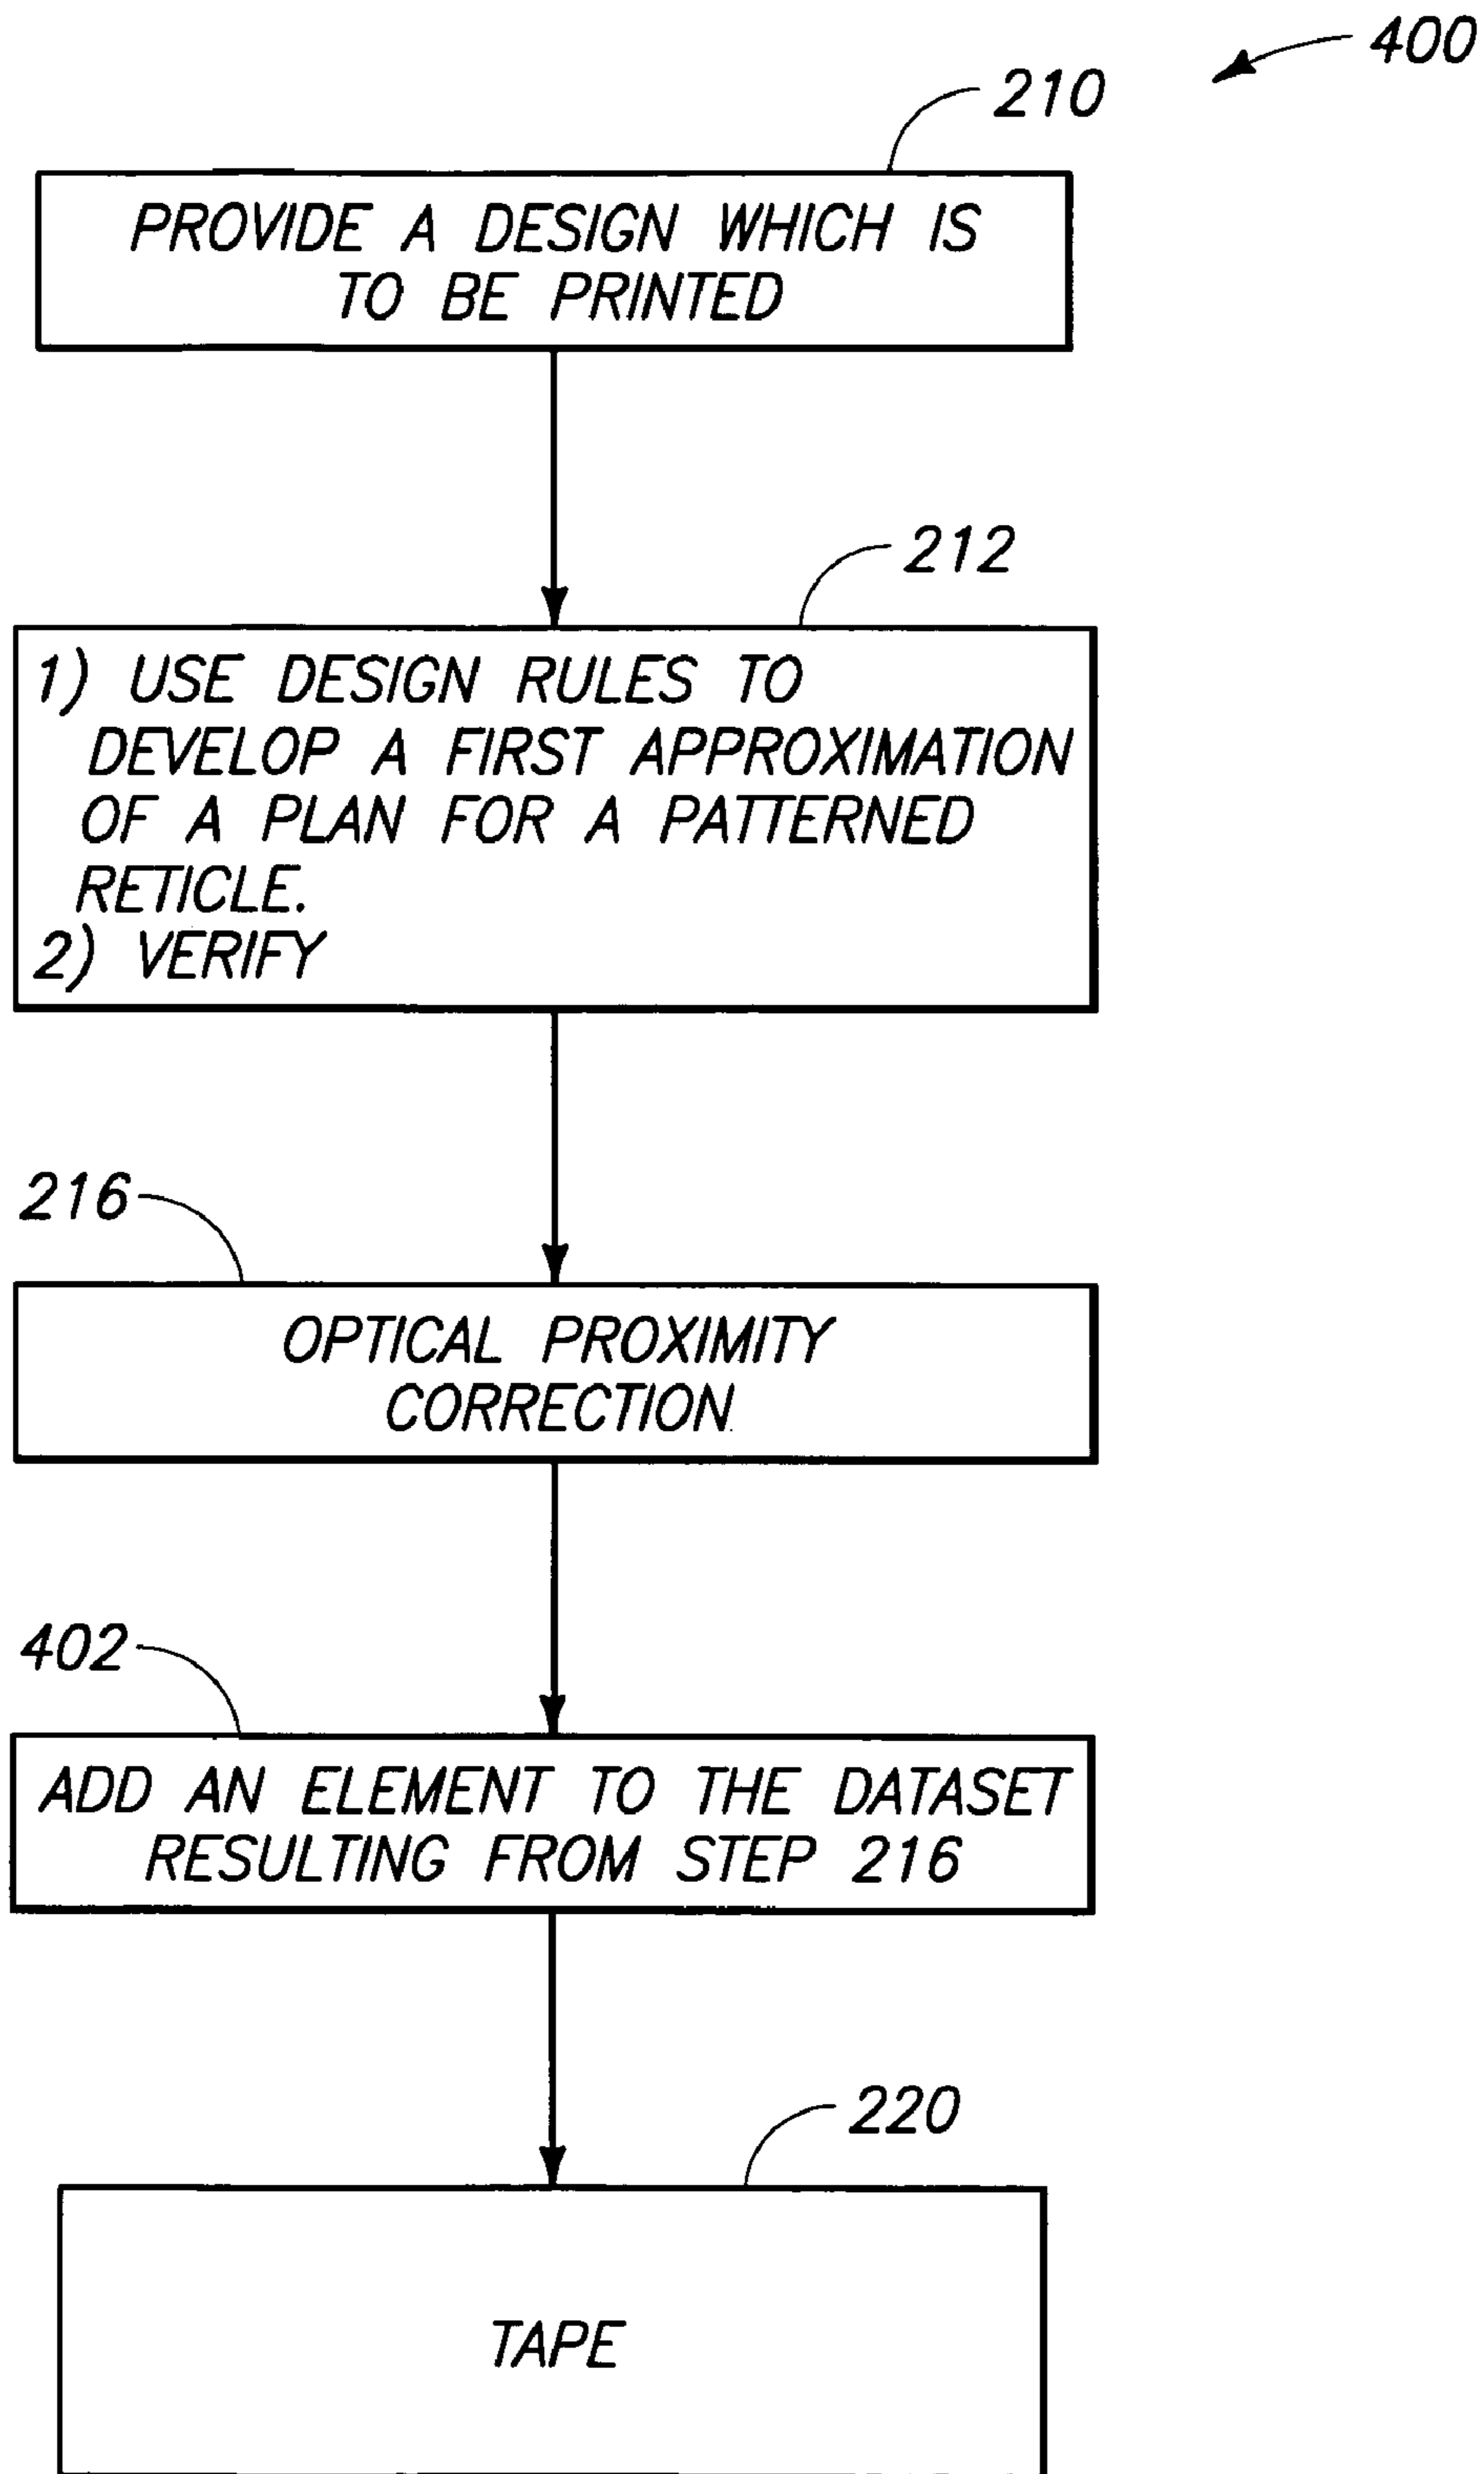 400
210
PROVIDE A DESIGN WHICH IS
TO BE PRINTED
212
1) USE DESIGN RULES TO
DEVELOP A FIRST APPROXIMATION
OF A PLAN FOR A PATTERNED
RETICLE.
2) VERIFY
216
OPTICAL PROXIMITY
CORRECTION
402
ADD AN ELEMENT TO THE DATASET
RESULTING FROM STEP 216
220
TAPE